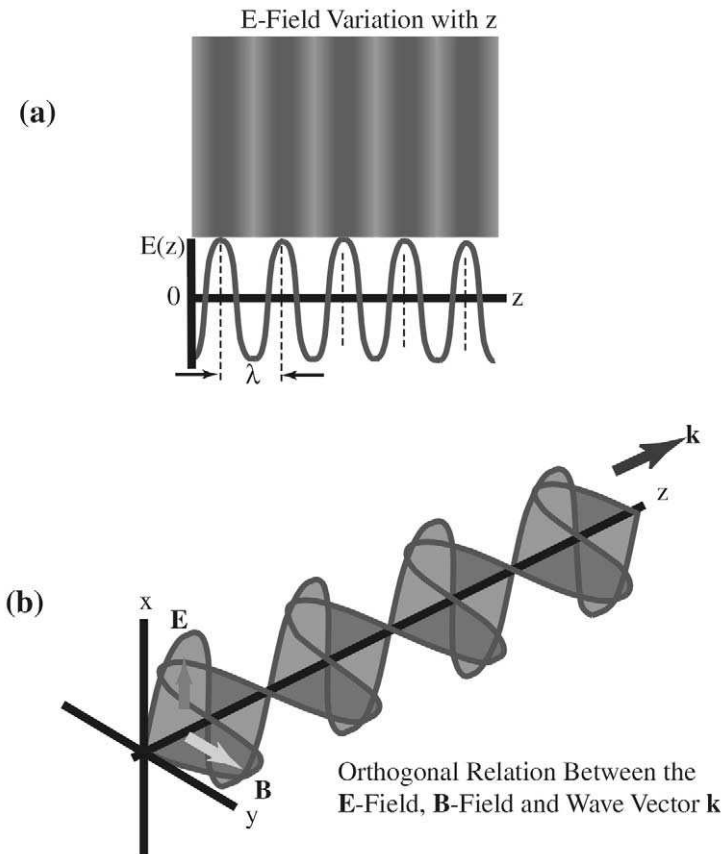 E-Field Variation with z
(a)
E(z)
0
z
λ
k
z
(b)
x
E
B
y
Orthogonal Relation Between the
E-Field, B-Field and Wave Vector k